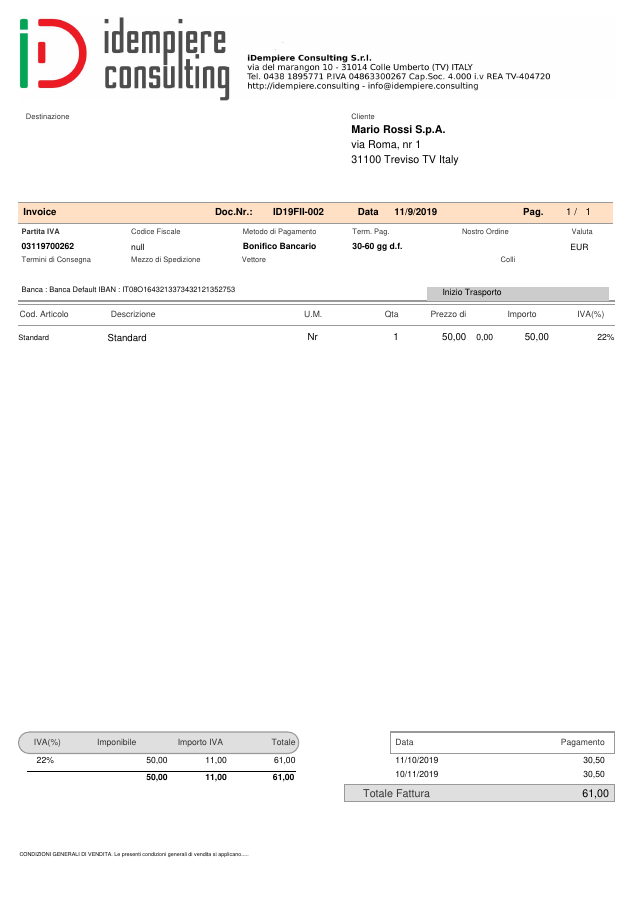 iD idempiere consulting
iDempiere Consulting S.r.l.
via del marangon 10 - 31014 Colle Umberto (TV) ITALY
Tel. 0438 1895771 P.IVA 04863300267 Cap.Soc. 4.000 i.v REA TV-404720
http://idempiere.consulting - info@idempiere.consulting
Destinazione
Cliente
Mario Rossi S.p.A.
via Roma, nr 1
31100 Treviso TV Italy
Invoice Doc.Nr.: ID19FII-002 Data 11/9/2019 Pag. 1 / 1
Partita IVA Codice Fiscale Metodo di Pagamento Term. Pag. Nostro Ordine Valuta
03119700262 null Bonifico Bancario 30-60 gg d.f. EUR
Termini di Consegna Mezzo di Spedizione Vettore Colli
Banca : Banca Default IBAN : IT08O1643213373432121352753
Inizio Trasporto
Cod. Articolo Descrizione U.M. Qta Prezzo di Importo IVA(%)
Standard Standard Nr 1 50,00 0,00 50,00 22%
IVA(%) Imponibile Importo IVA Totale
22% 50,00 11,00 61,00
50,00 11,00 61,00
Data Pagamento
11/10/2019 30,50
10/11/2019 30,50
Totale Fattura 61,00
CONDIZIONI GENERALI DI VENDITA. Le presenti condizioni generali di vendita si applicano.....